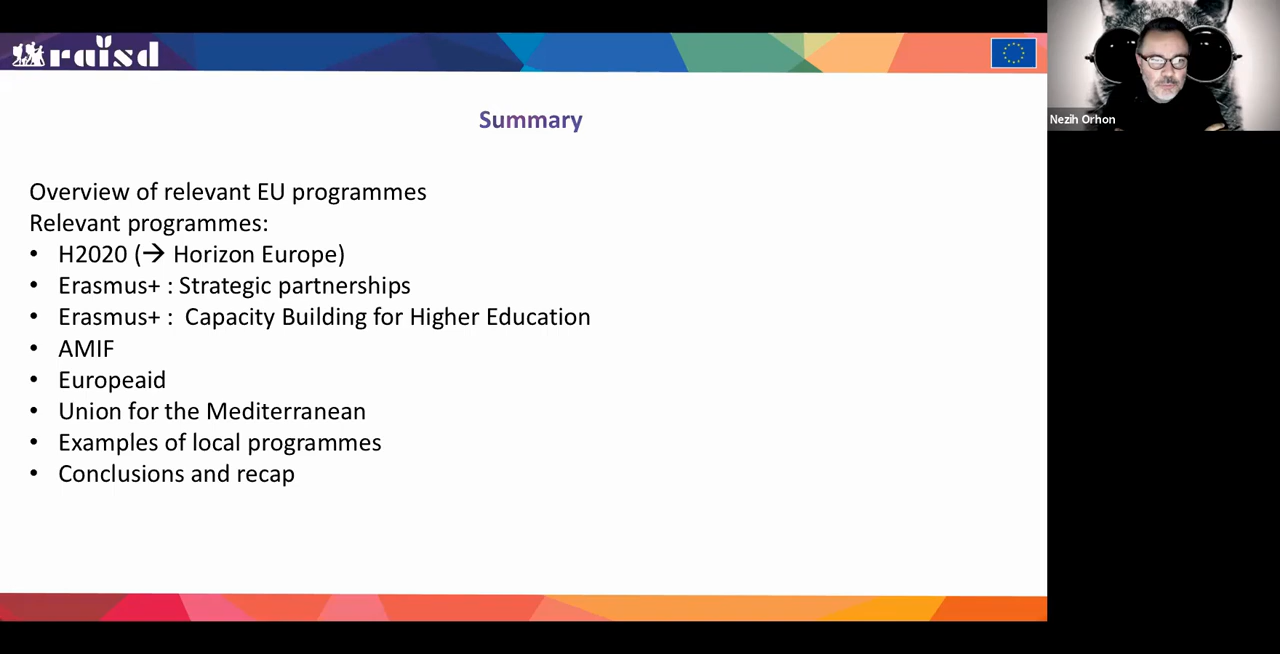 raisd
Summary
Overview of relevant EU programmes
Relevant programmes:
• H2020 (→ Horizon Europe)
• Erasmus+ : Strategic partnerships
• Erasmus+ :  Capacity Building for Higher Education
• AMIF
• Europeaid
• Union for the Mediterranean
• Examples of local programmes
• Conclusions and recap
Nezih Orhon